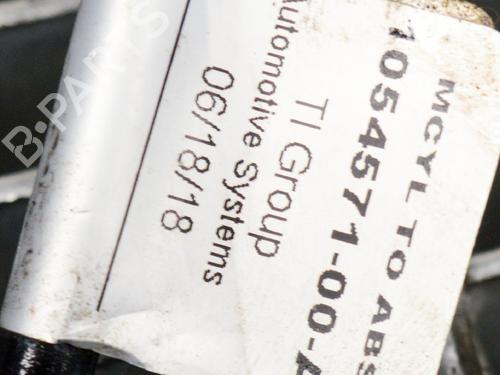 MCYL TO ABS
1054571-00-A
TI Group
Automotive Systems
06/18/18
B-PARTS